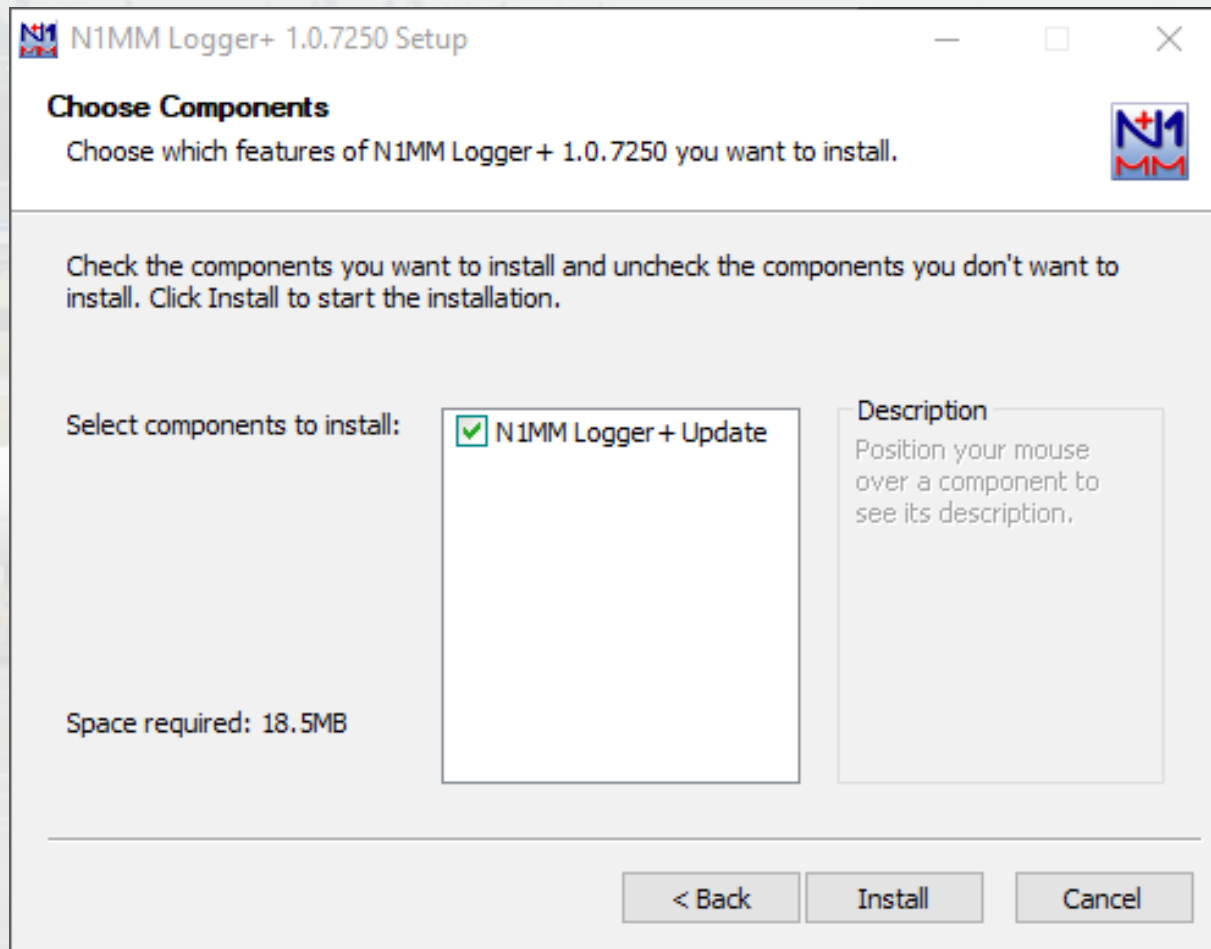 N1MM Logger+ 1.0.7250 Setup
Choose Components
Choose which features of N1MM Logger+ 1.0.7250 you want to install.
N+1
MM
Check the components you want to install and uncheck the components you don't want to
install. Click Install to start the installation.
Select components to install:
N1MM Logger+ Update
Description
Position your mouse
over a component to
see its description.
Space required: 18.5MB
< Back
Install
Cancel